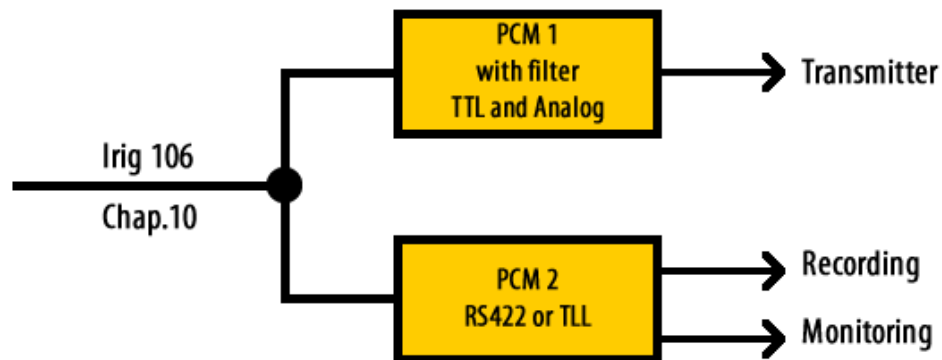 PCM 1
with filter
TTL and Analog
Transmitter
Irig 106
Chap.10
PCM 2
RS422 or TLL
Recording
Monitoring